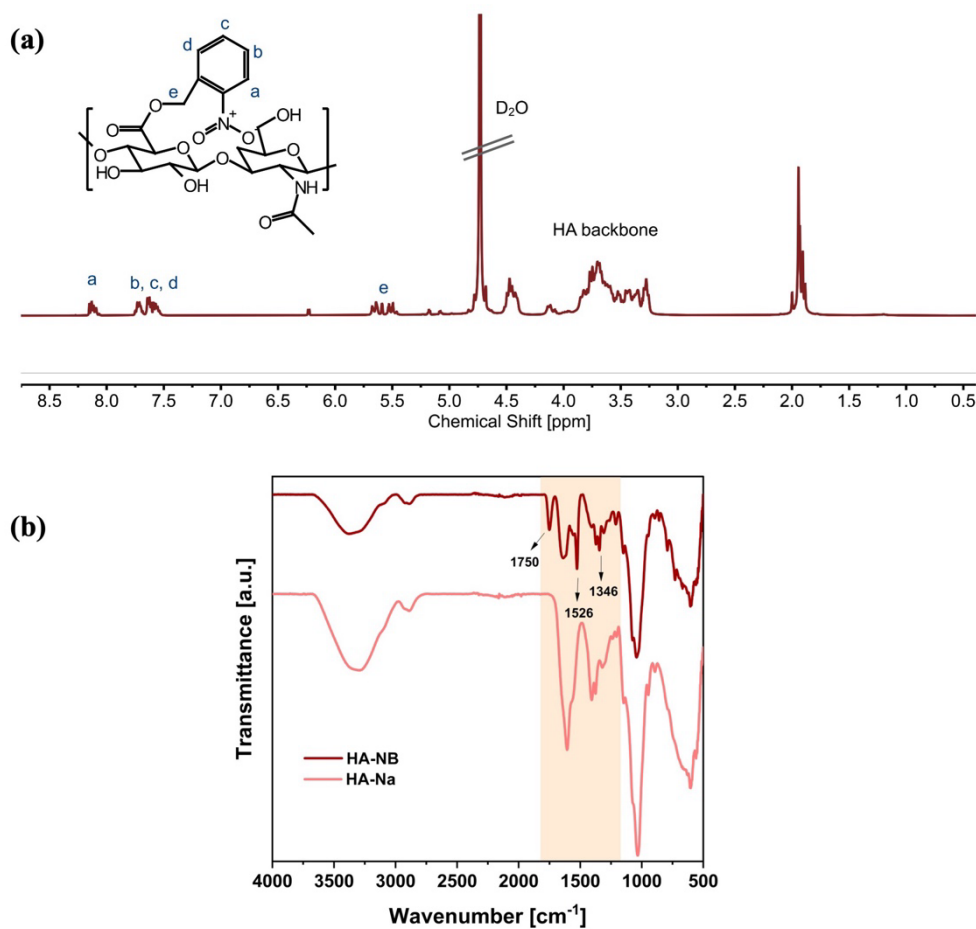 (a)
c
d
b
e
a
O
O
N+
O
O-
OH
O
O
HO
OH
O
O
O
NH
O
D2O
HA backbone
a
b, c, d
e
8.5 8.0 7.5 7.0 6.5 6.0 5.5 5.0 4.5 4.0 3.5 3.0 2.5 2.0 1.5 1.0 0.5
Chemical Shift [ppm]
(b)
1750
1526
1346
Transmittance [a.u.]
HA-NB
HA-Na
4000 3500 3000 2500 2000 1500 1000 500
Wavenumber [cm-1]